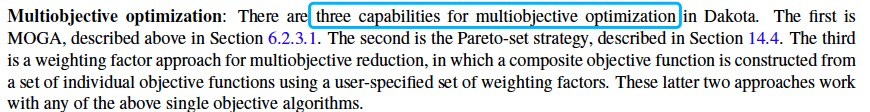 Multiobjective optimization: There are three capabilities for multiobjective optimization in Dakota. The first is
MOGA, described above in Section 6.2.3.1. The second is the Pareto-set strategy, described in Section 14.4. The third
is a weighting factor approach for multiobjective reduction, in which a composite objective function is constructed from
a set of individual objective functions using a user-specified set of weighting factors. These latter two approaches work
with any of the above single objective algorithms.